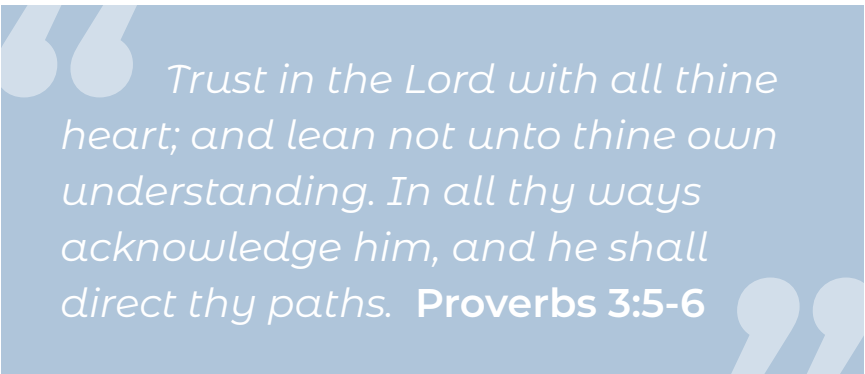 Trust in the Lord with all thine
heart; and lean not unto thine own
understanding. In all thy ways
acknowledge him, and he shall
direct thy paths. Proverbs 3:5-6